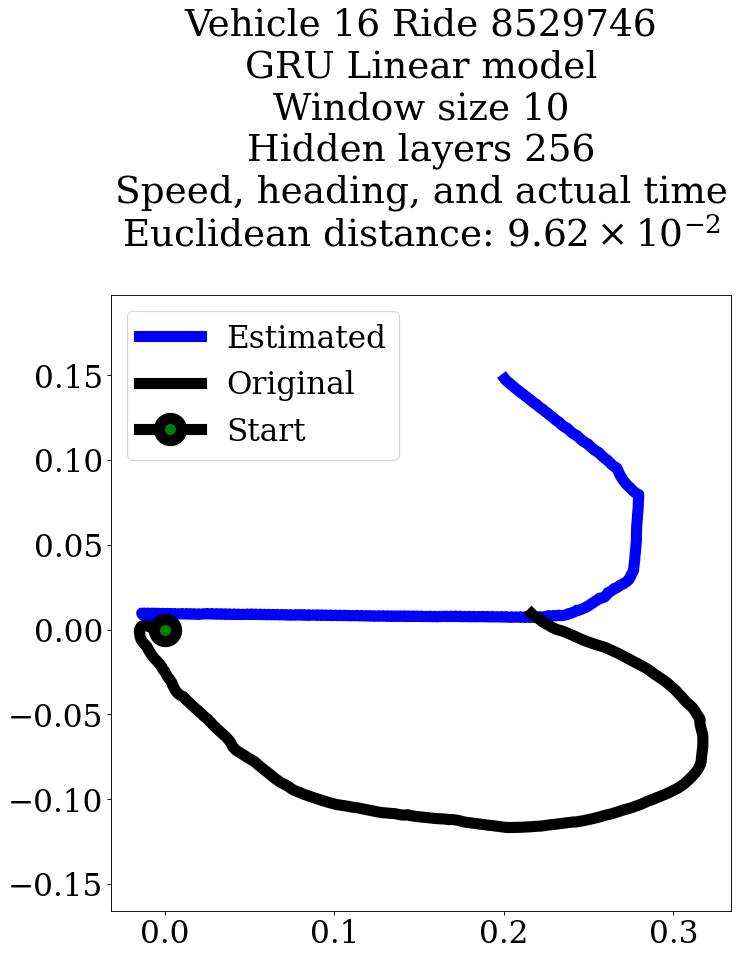 Vehicle 16 Ride 8529746
GRU Linear model
Window size 10
Hidden layers 256
Speed, heading, and actual time
Euclidean distance: 9.62 × 10⁻²
Estimated
Original
Start
0.15
0.10
0.05
0.00
−0.05
−0.10
−0.15
0.0 0.1 0.2 0.3